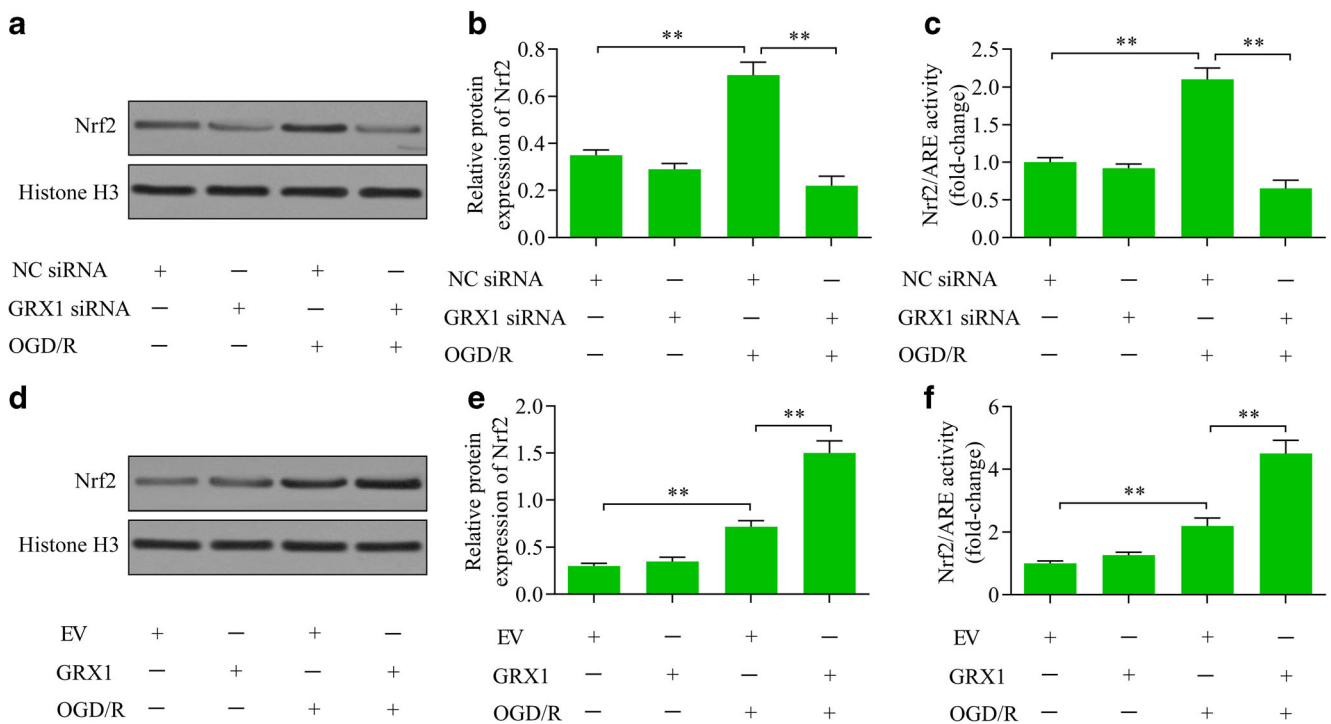 a
Nrf2
Histone H3
NC siRNA + − + −
GRX1 siRNA − + − +
OGD/R − − + +
b
Relative protein
expression of Nrf2
0.8
0.6
0.4
0.2
0.0
** **
NC siRNA + − + −
GRX1 siRNA − + − +
OGD/R − − + +
c
Nrf2/ARE activity
(fold-change)
2.5
2.0
1.5
1.0
0.5
0.0
** **
NC siRNA + − + −
GRX1 siRNA − + − +
OGD/R − − + +
d
Nrf2
Histone H3
EV + − + −
GRX1 − + − +
OGD/R − − + +
e
Relative protein
expression of Nrf2
2.0
1.5
1.0
0.5
0.0
**
**
EV + − + −
GRX1 − + − +
OGD/R − − + +
f
Nrf2/ARE activity
(fold-change)
6
4
2
0
**
**
EV + − + −
GRX1 − + − +
OGD/R − − + +